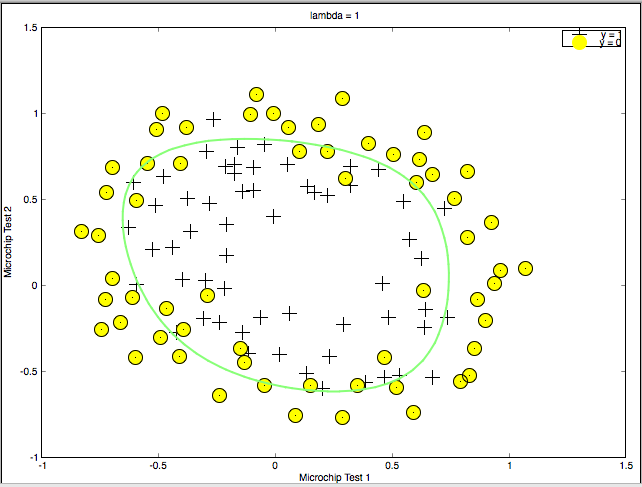 lambda = 1
1.5
y = 1
y = 0
1
0.5
0
-0.5
-1
Microchip Test 2
-1
-0.5
0
0.5
1
1.5
Microchip Test 1